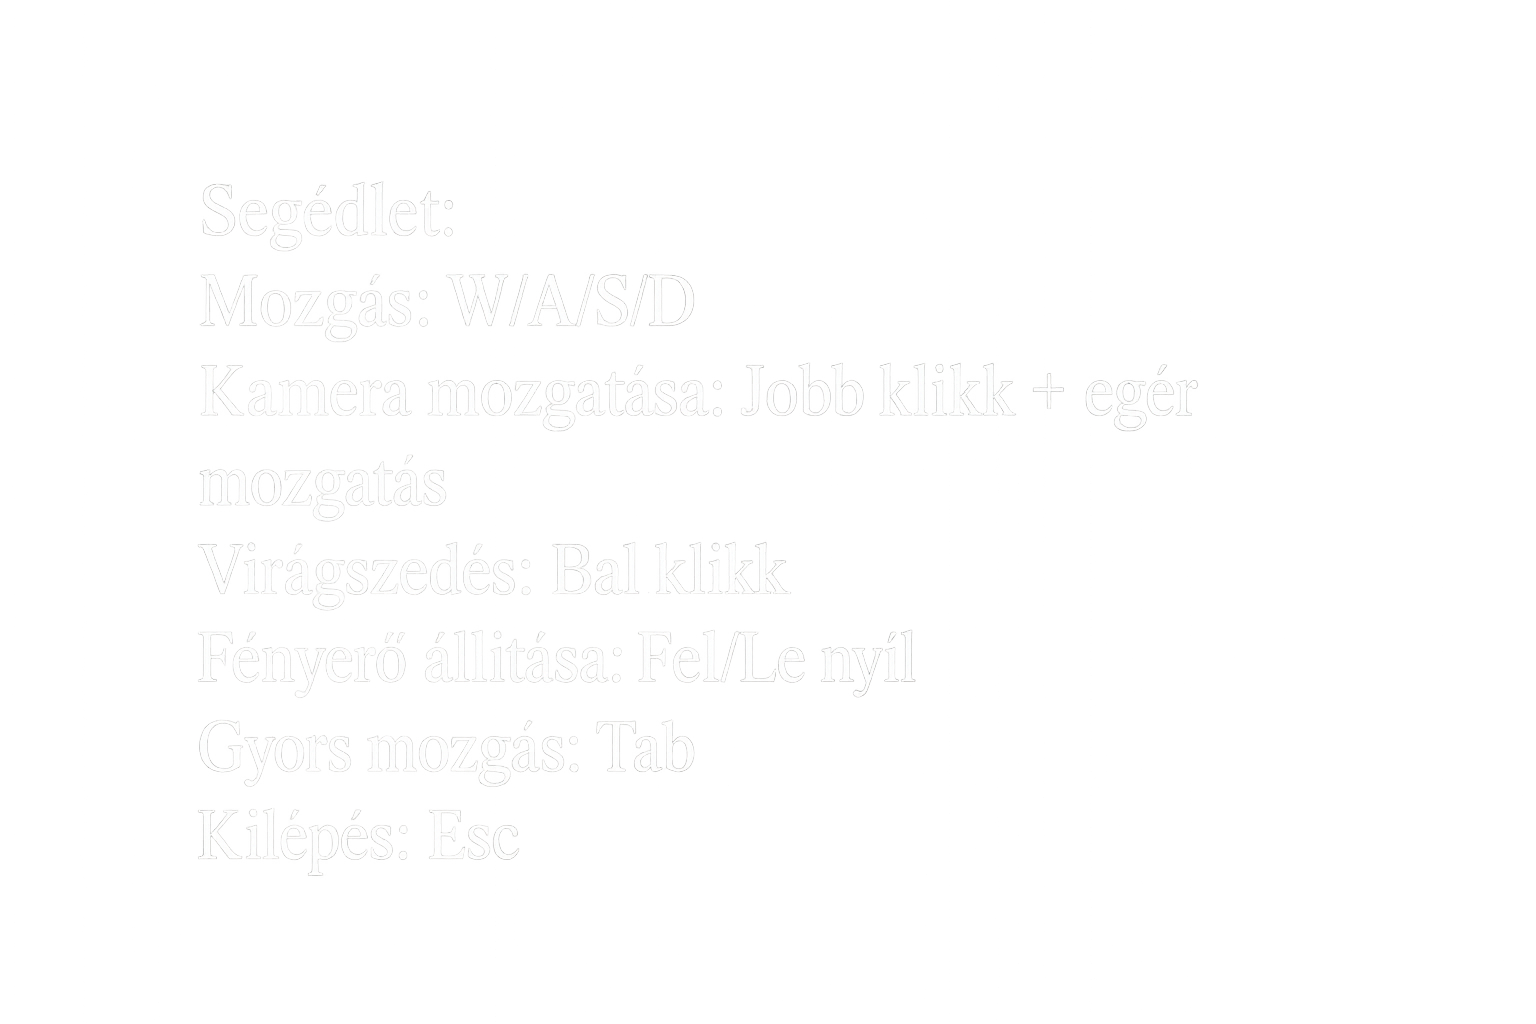 Segédlet:
Mozgás: W/A/S/D
Kamera mozgatása: Jobb klikk + egér
mozgatás
Virágszedés: Bal klikk
Fényerő állitása: Fel/Le nyíl
Gyors mozgás: Tab
Kilépés: Esc